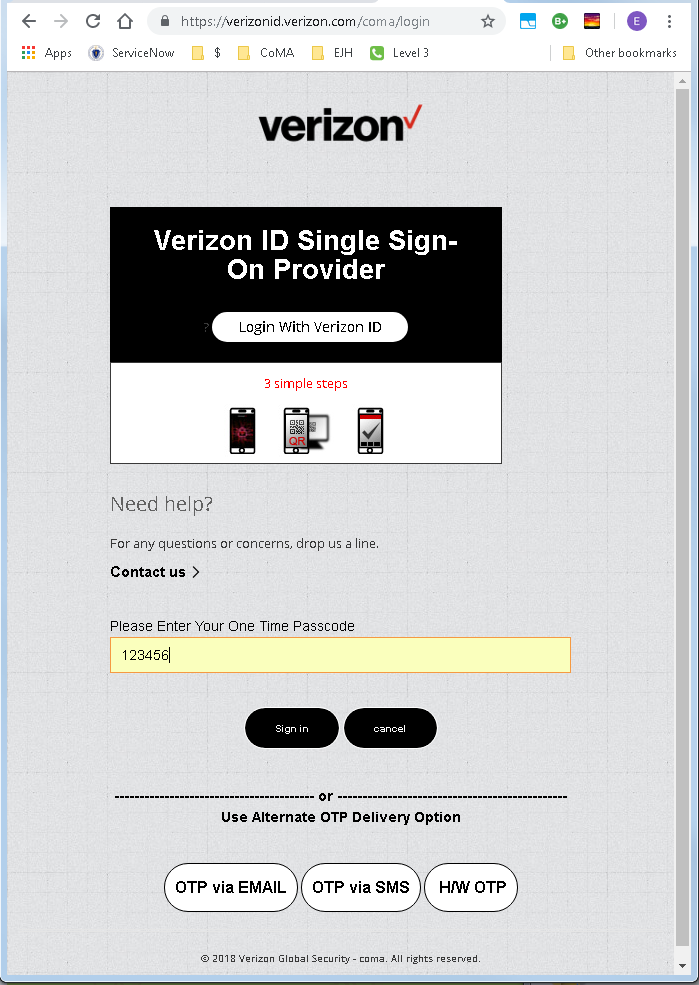 https://verizonid.verizon.com/coma/login
B+
E
Apps
ServiceNow
$
CoMA
EJH
Level 3
Other bookmarks
verizon
Verizon ID Single Sign-
On Provider
?
Login With Verizon ID
3 simple steps
QR
Need help?
For any questions or concerns, drop us a line.
Contact us >
Please Enter Your One Time Passcode
123456
Sign in
cancel
--------------------------------------- or ---------------------------------------------
Use Alternate OTP Delivery Option
OTP via EMAIL
OTP via SMS
H/W OTP
© 2018 Verizon Global Security - coma. All rights reserved.